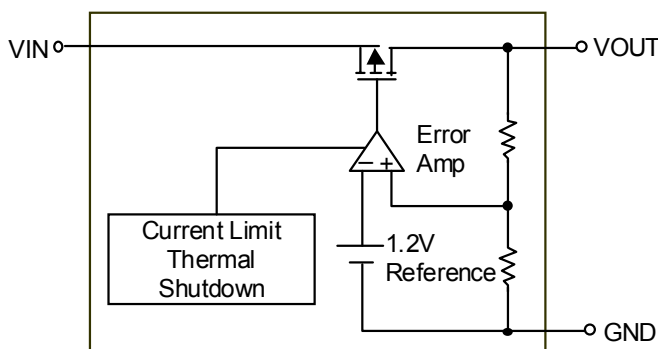 VIN
VOUT
Error
Amp
− +
Current Limit
Thermal
Shutdown
1.2V
Reference
GND